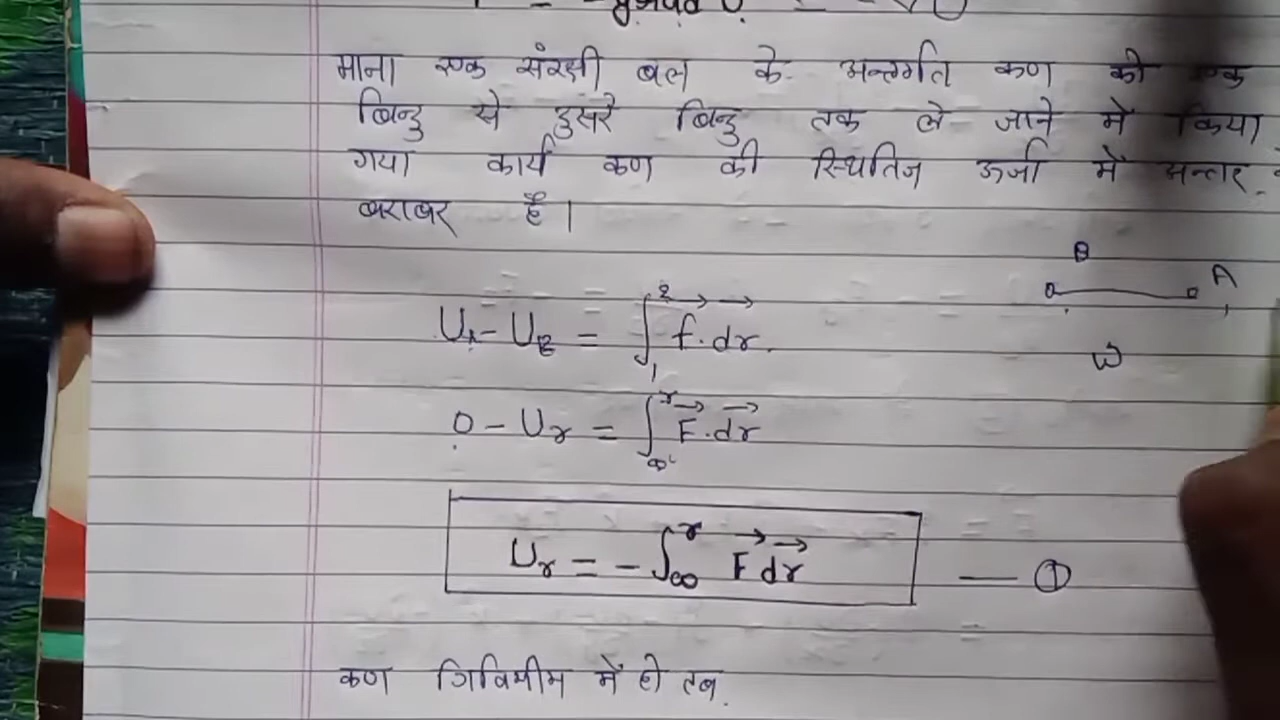 = - प्रवणता U. = - ∇U
माना एक संरक्षी बल के अन्तर्गत कण को एक
बिन्दु से दुसरे बिन्दु तक ले जाने में किया
गया कार्य कण की स्थितिज ऊर्जा में अन्तर
बराबर है।
B
A
U₁ - U₂ = ∫₁² f⃗.dr⃗.
W
0 - Uᵣ = ∫∞ʳ F⃗.dr⃗
Uᵣ = -∫∞ʳ F⃗dr⃗ — ①
कण त्रिविमीम में हो तब.